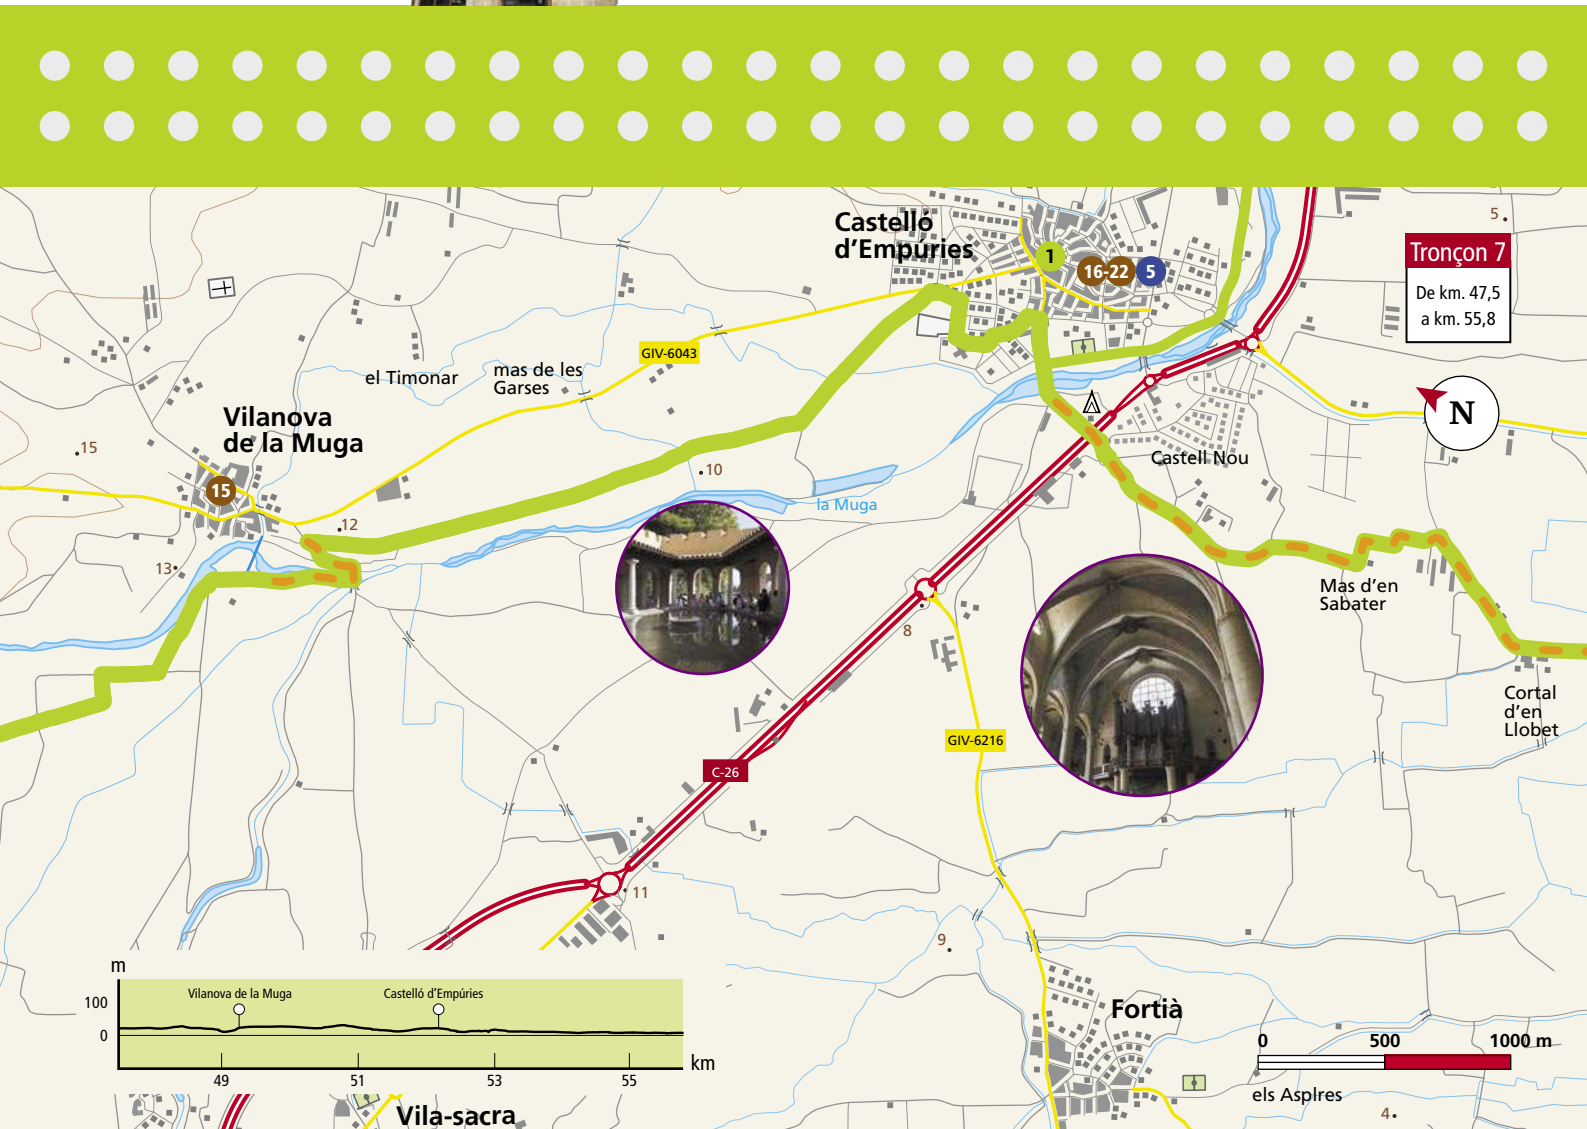 Castelló
d'Empúries
1
16-22
5
5
Tronçon 7
De km. 47,5
a km. 55,8
N
GIV-6043
el Timonar
mas de les
Garses
Vilanova
de la Muga
15
15
12
13
10
la Muga
Castell Nou
Mas d'en
Sabater
Cortal
d'en
Llobet
8
GIV-6216
C-26
11
9
Fortià
0 500 1000 m
els Asplres
4
m
100
0
Vilanova de la Muga
Castelló d'Empúries
49 51 53 55
km
Vila-sacra